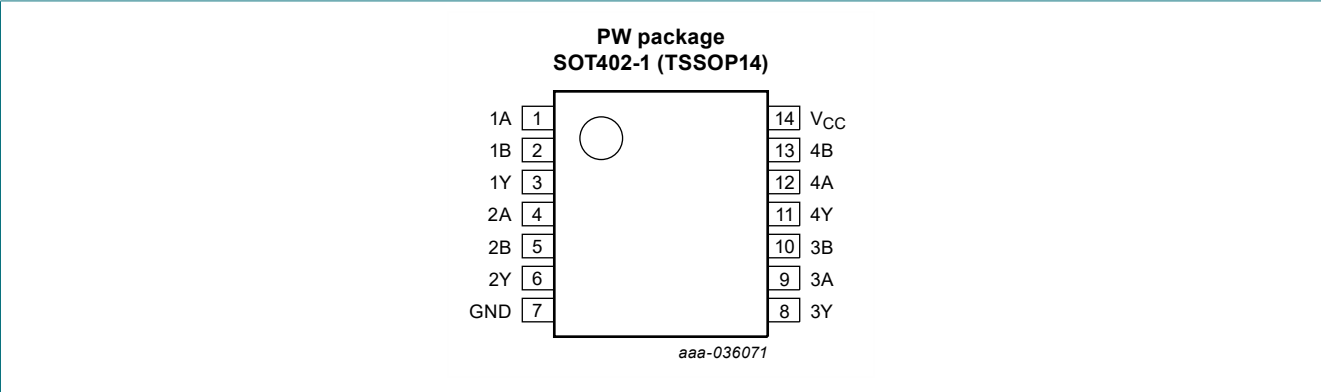 PW package
SOT402-1 (TSSOP14)
1A 1 14 VCC
1B 2 13 4B
1Y 3 12 4A
2A 4 11 4Y
2B 5 10 3B
2Y 6 9 3A
GND 7 8 3Y
aaa-036071